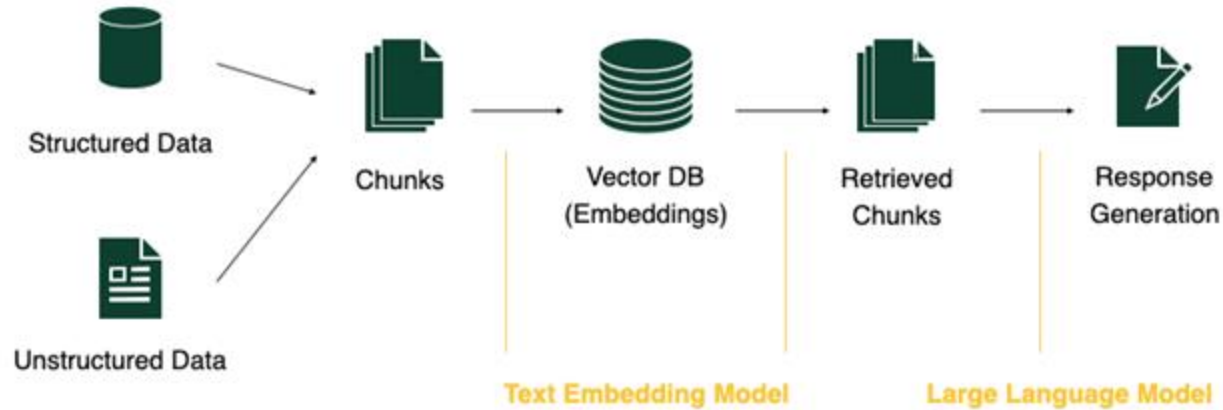 Structured Data
Unstructured Data
Chunks
Vector DB
(Embeddings)
Retrieved
Chunks
Response
Generation
Text Embedding Model
Large Language Model